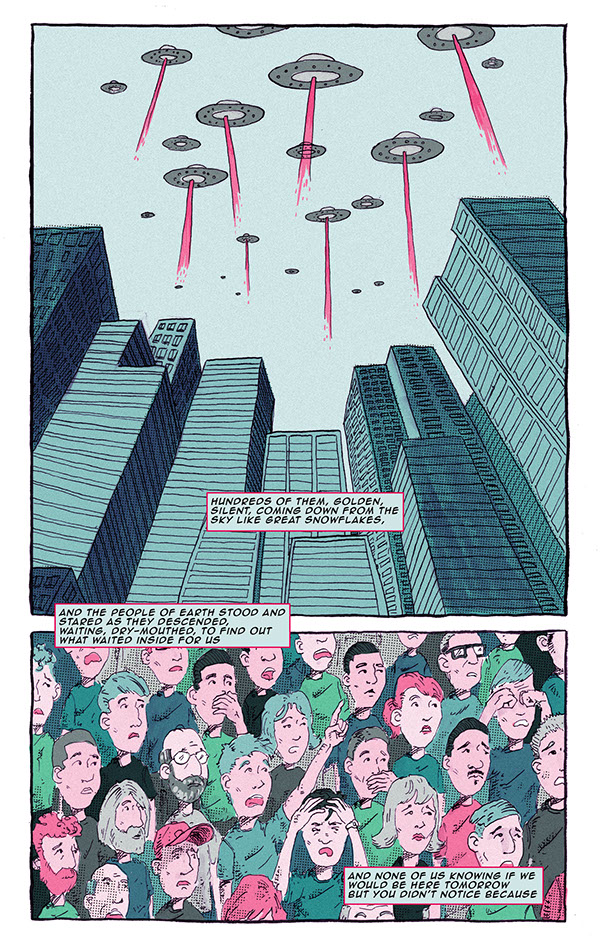 HUNDREDS OF THEM, GOLDEN,
SILENT, COMING DOWN FROM THE
SKY LIKE GREAT SNOWFLAKES,
AND THE PEOPLE OF EARTH STOOD AND
STARED AS THEY DESCENDED,
WAITING, DRY-MOUTHED, TO FIND OUT
WHAT WAITED INSIDE FOR US
AND NONE OF US KNOWING IF WE
WOULD BE HERE TOMORROW
BUT YOU DIDN'T NOTICE BECAUSE